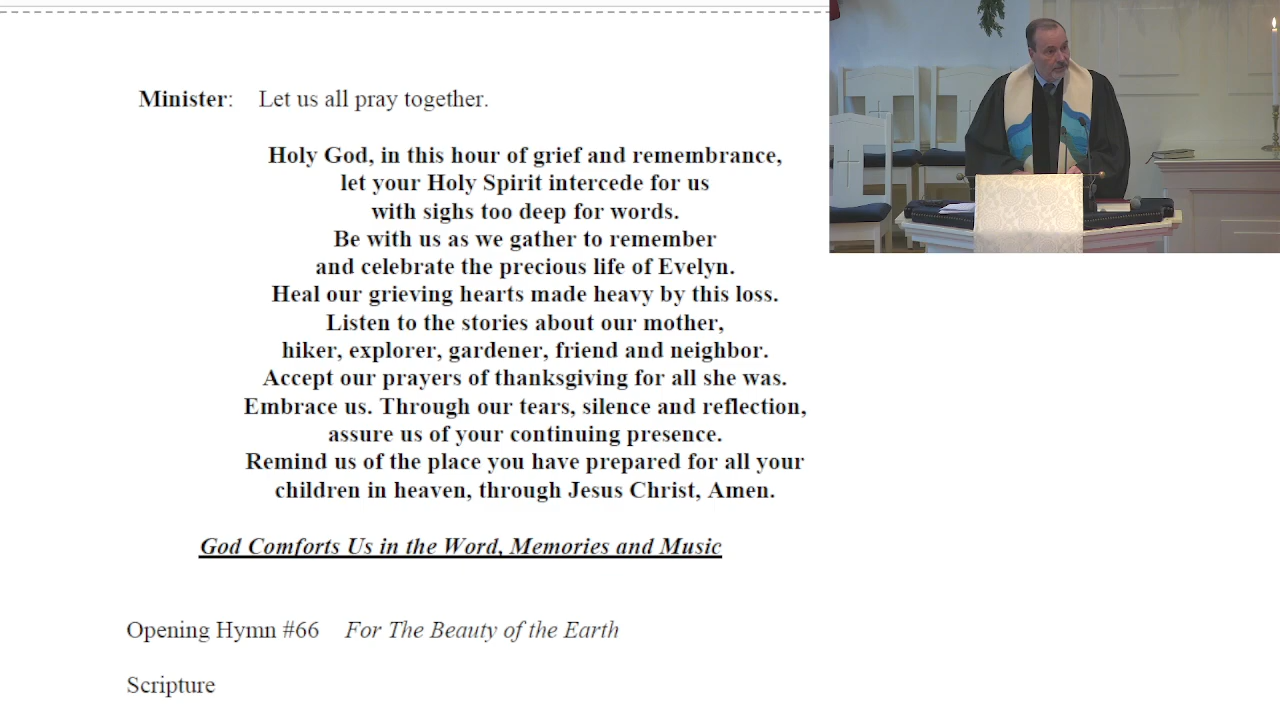 Minister: Let us all pray together.
Holy God, in this hour of grief and remembrance,
let your Holy Spirit intercede for us
with sighs too deep for words.
Be with us as we gather to remember
and celebrate the precious life of Evelyn.
Heal our grieving hearts made heavy by this loss.
Listen to the stories about our mother,
hiker, explorer, gardener, friend and neighbor.
Accept our prayers of thanksgiving for all she was.
Embrace us. Through our tears, silence and reflection,
assure us of your continuing presence.
Remind us of the place you have prepared for all your
children in heaven, through Jesus Christ, Amen.
God Comforts Us in the Word, Memories and Music
Opening Hymn #66 For The Beauty of the Earth
Scripture